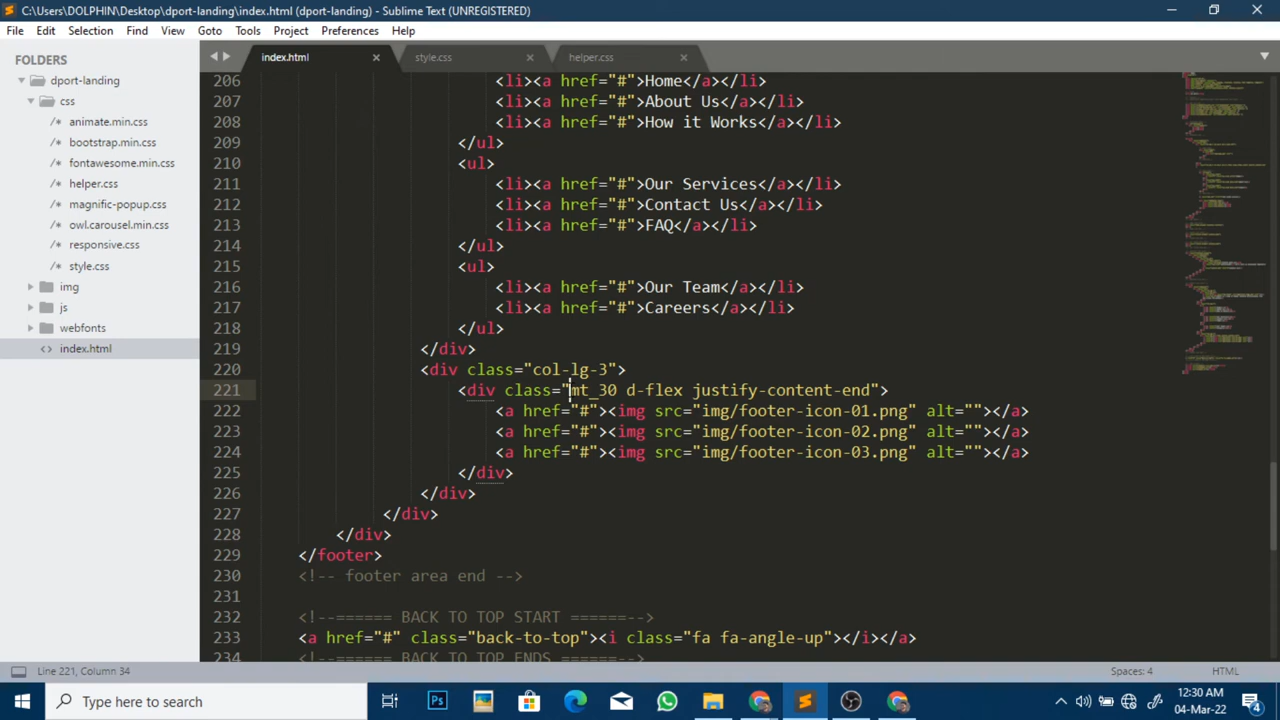 C:\Users\DOLPHIN\Desktop\dport-landing\index.html (dport-landing) - Sublime Text (UNREGISTERED)
File Edit Selection Find View Goto Tools Project Preferences Help
FOLDERS
dport-landing
css
/* animate.min.css
/* bootstrap.min.css
/* fontawesome.min.css
/* helper.css
/* magnific-popup.css
/* owl.carousel.min.css
/* responsive.css
/* style.css
img
js
webfonts
<> index.html
index.html × style.css × helper.css ×
206 <li><a href="#">Home</a></li>
207 <li><a href="#">About Us</a></li>
208 <li><a href="#">How it Works</a></li>
209 </ul>
210 <ul>
211 <li><a href="#">Our Services</a></li>
212 <li><a href="#">Contact Us</a></li>
213 <li><a href="#">FAQ</a></li>
214 </ul>
215 <ul>
216 <li><a href="#">Our Team</a></li>
217 <li><a href="#">Careers</a></li>
218 </ul>
219 </div>
220 <div class="col-lg-3">
221 <div class="mt_30 d-flex justify-content-end">
222 <a href="#"><img src="img/footer-icon-01.png" alt=""></a>
223 <a href="#"><img src="img/footer-icon-02.png" alt=""></a>
224 <a href="#"><img src="img/footer-icon-03.png" alt=""></a>
225 </div>
226 </div>
227 </div>
228 </div>
229 </footer>
230 <!-- footer area end -->
231
232 <!--====== BACK TO TOP START ======-->
233 <a href="#" class="back-to-top"><i class="fa fa-angle-up"></i></a>
234 <!--====== BACK TO TOP ENDS ======-->
Line 221, Column 34
Spaces: 4
HTML
Type here to search
Ps
12:30 AM
04-Mar-22
4